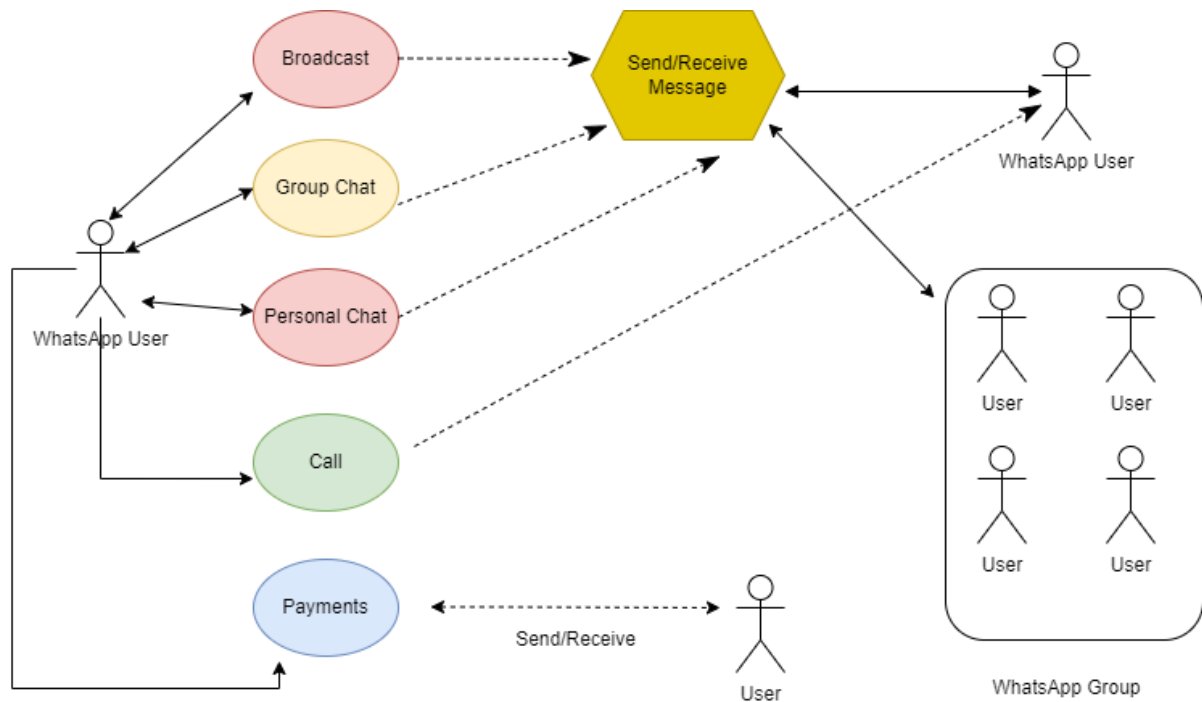 Broadcast
Send/Receive
Message
WhatsApp User
Group Chat
WhatsApp User
Personal Chat
User
User
Call
User
User
Payments
Send/Receive
User
WhatsApp Group